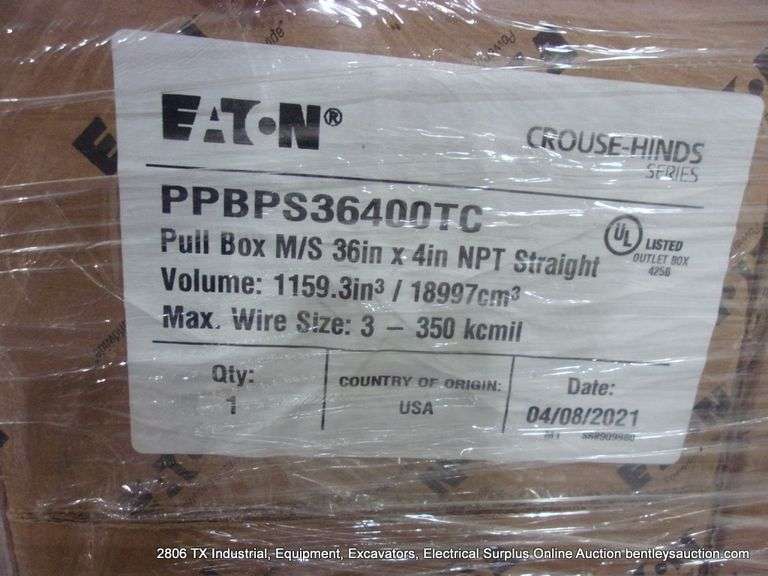 EATON®
CROUSE-HINDS
SERIES
PPBPS36400TC
Pull Box M/S 36in x 4in NPT Straight
UL LISTED
OUTLET BOX
4256
Volume: 1159.3in³ / 18997cm³
Max. Wire Size: 3 – 350 kcmil
Qty:
1
COUNTRY OF ORIGIN:
USA
Date:
04/08/2021
2806 TX Industrial, Equipment, Excavators, Electrical Surplus Online Auction bentleysauction.com